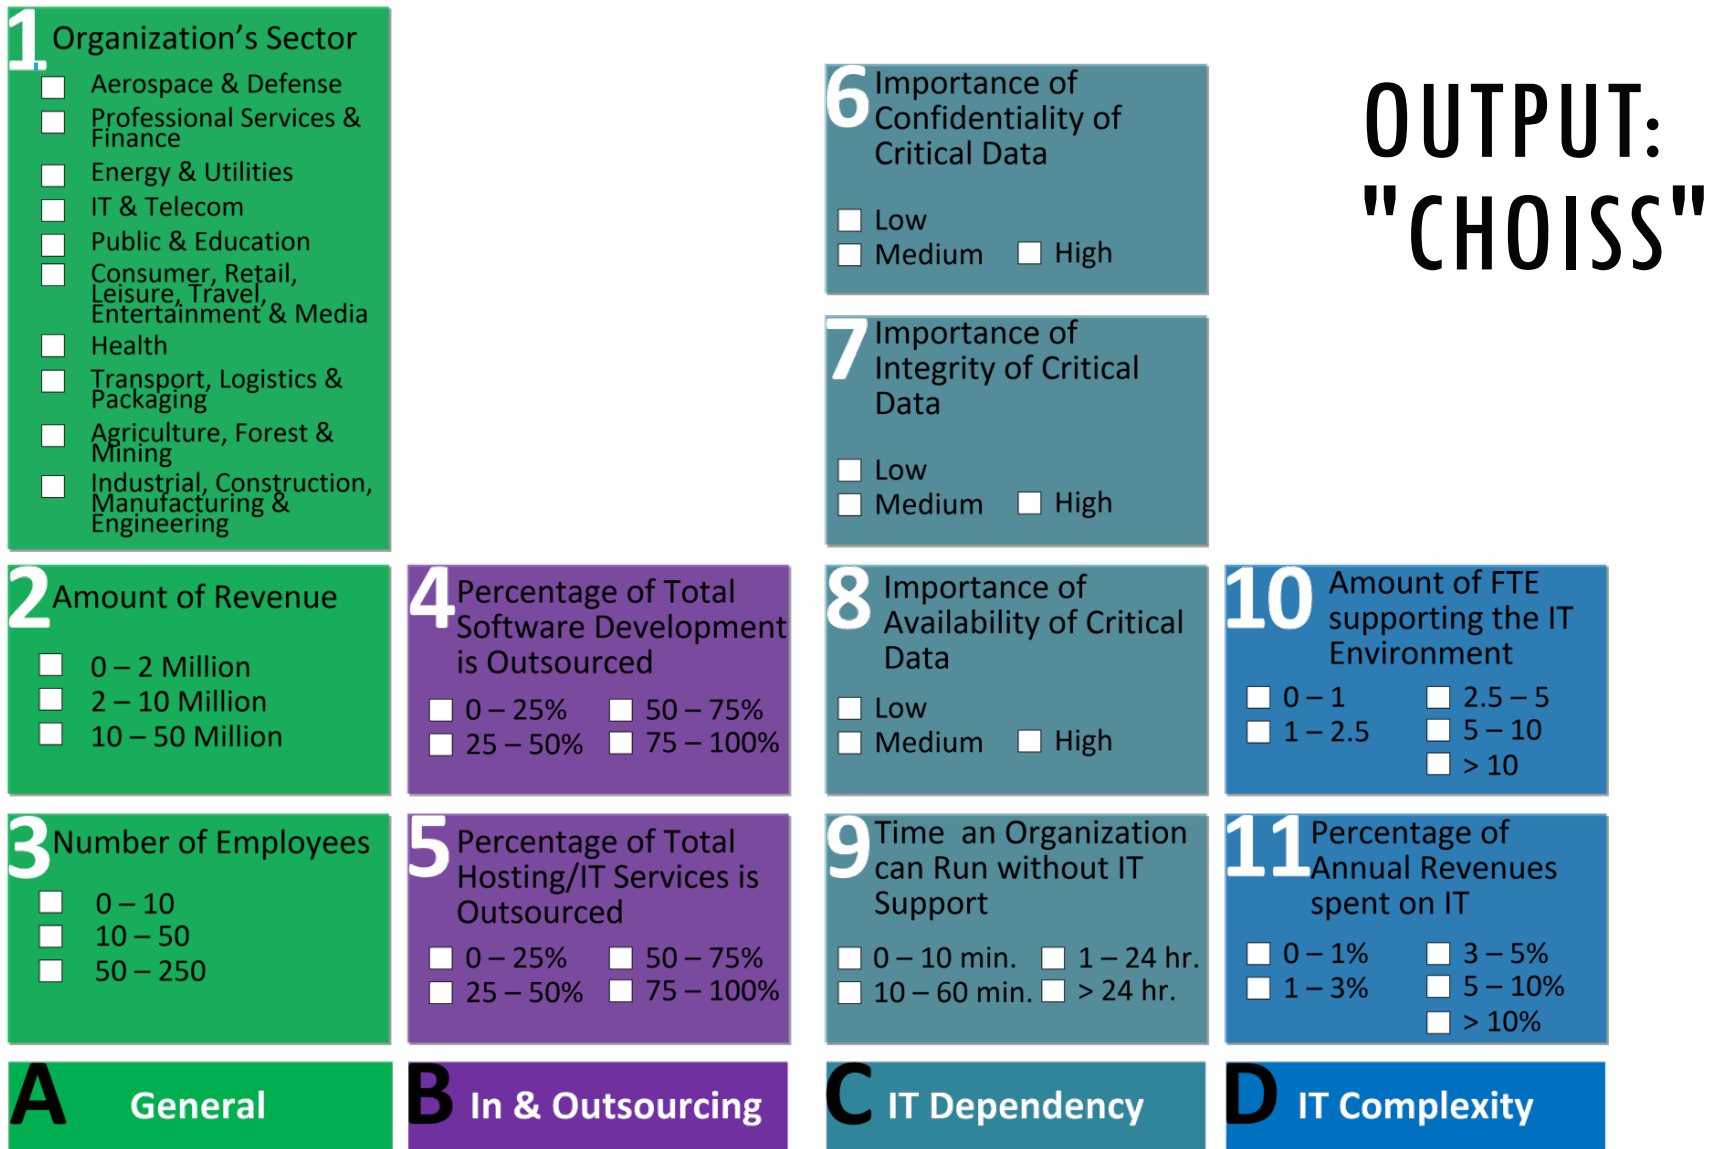 1 Organization's Sector
Aerospace & Defense
Professional Services &
Finance
Energy & Utilities
IT & Telecom
Public & Education
Consumer, Retail,
Leisure, Travel,
Entertainment & Media
Health
Transport, Logistics &
Packaging
Agriculture, Forest &
Mining
Industrial, Construction,
Manufacturing &
Engineering
2 Amount of Revenue
0 – 2 Million
2 – 10 Million
10 – 50 Million
3 Number of Employees
0 – 10
10 – 50
50 – 250
A General
4 Percentage of Total
Software Development
is Outsourced
0 – 25% 50 – 75%
25 – 50% 75 – 100%
5 Percentage of Total
Hosting/IT Services is
Outsourced
0 – 25% 50 – 75%
25 – 50% 75 – 100%
B In & Outsourcing
6 Importance of
Confidentiality of
Critical Data
Low
Medium High
7 Importance of
Integrity of Critical
Data
Low
Medium High
8 Importance of
Availability of Critical
Data
Low
Medium High
9 Time an Organization
can Run without IT
Support
0 – 10 min. 1 – 24 hr.
10 – 60 min. > 24 hr.
C IT Dependency
OUTPUT:
"CHOISS"
10 Amount of FTE
supporting the IT
Environment
0 – 1 2.5 – 5
1 – 2.5 5 – 10
> 10
11 Percentage of
Annual Revenues
spent on IT
0 – 1% 3 – 5%
1 – 3% 5 – 10%
> 10%
D IT Complexity